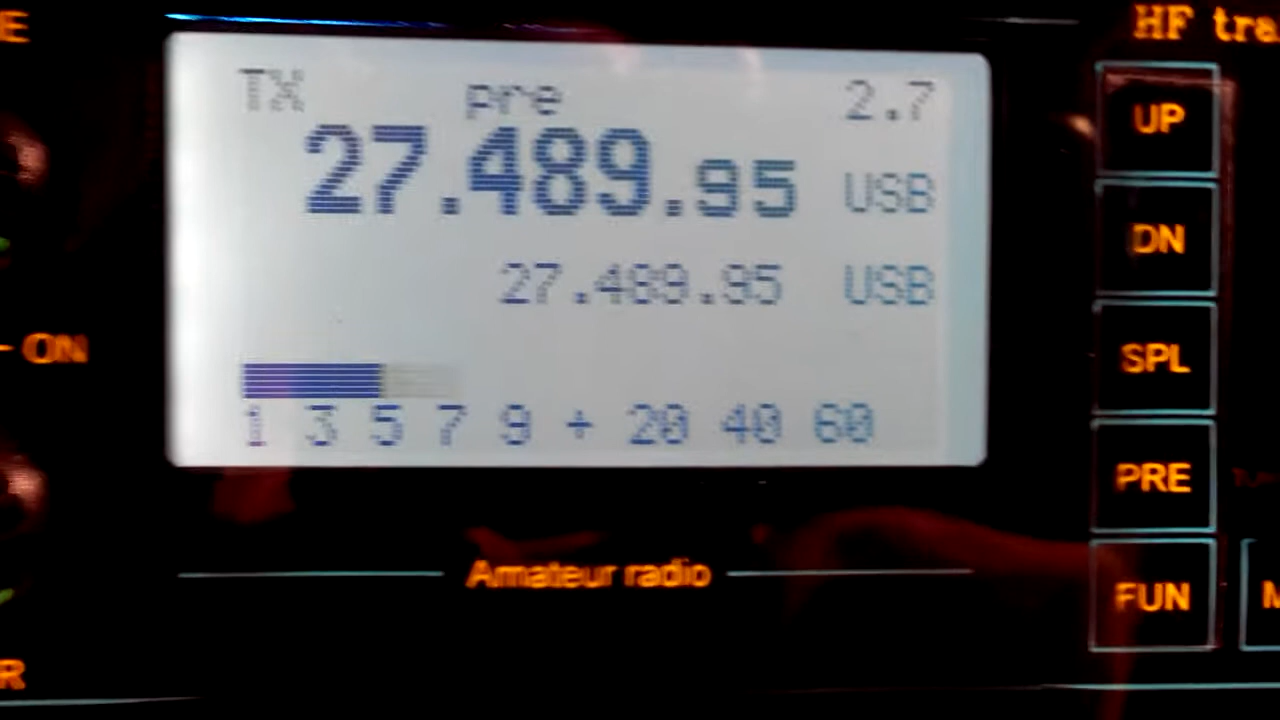 HF
TX pre 2.7
27.489.95 USB
27.489.95 USB
1 3 5 7 9 + 20 40 60
ON
Amateur radio
UP
DN
SPL
PRE
FUN